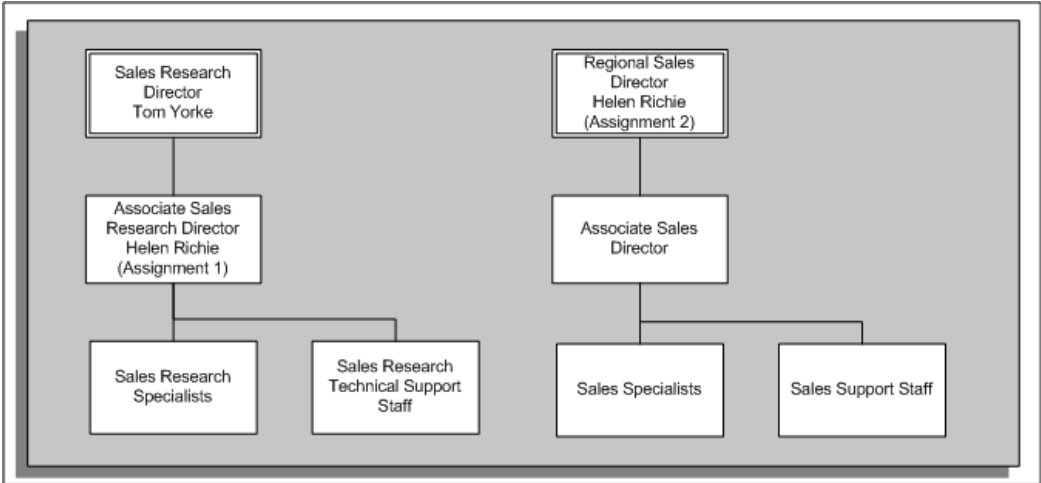 Sales Research
Director
Tom Yorke
Regional Sales
Director
Helen Richie
(Assignment 2)
Associate Sales
Research Director
Helen Richie
(Assignment 1)
Associate Sales
Director
Sales Research
Specialists
Sales Research
Technical Support
Staff
Sales Specialists
Sales Support Staff